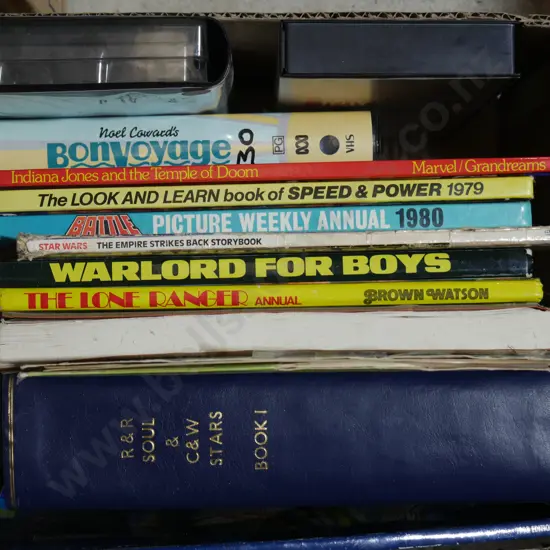 Noel Coward's
BONVOYAGE 30 PG ABC VHS
Indiana Jones and the Temple of Doom Marvel/Grandreams
The LOOK AND LEARN book of SPEED & POWER 1979
BATTLE PICTURE WEEKLY ANNUAL 1980
STAR WARS THE EMPIRE STRIKES BACK STORYBOOK
WARLORD FOR BOYS
THE LONE RANGER ANNUAL BROWN WATSON
R & R
SOUL
&
C & W
STARS
BOOK I